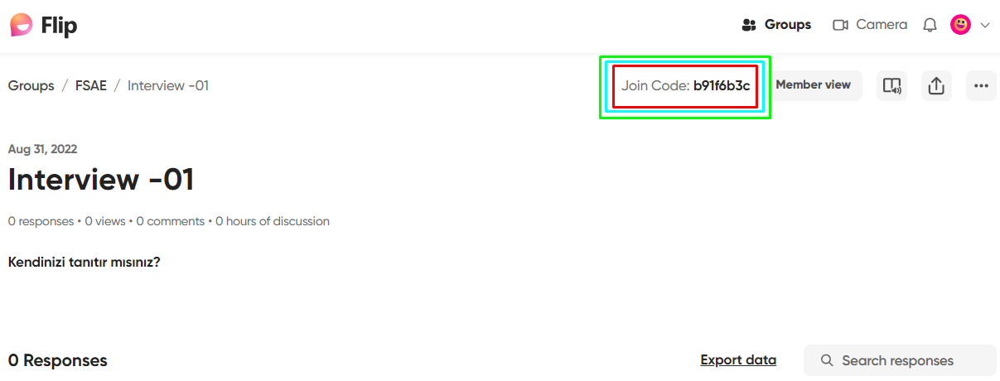 Flip
Groups Camera
Groups / FSAE / Interview -01
Join Code: b91f6b3c
Member view
Aug 31, 2022
Interview -01
0 responses • 0 views • 0 comments • 0 hours of discussion
Kendinizi tanıtır mısınız?
0 Responses
Export data
Search responses